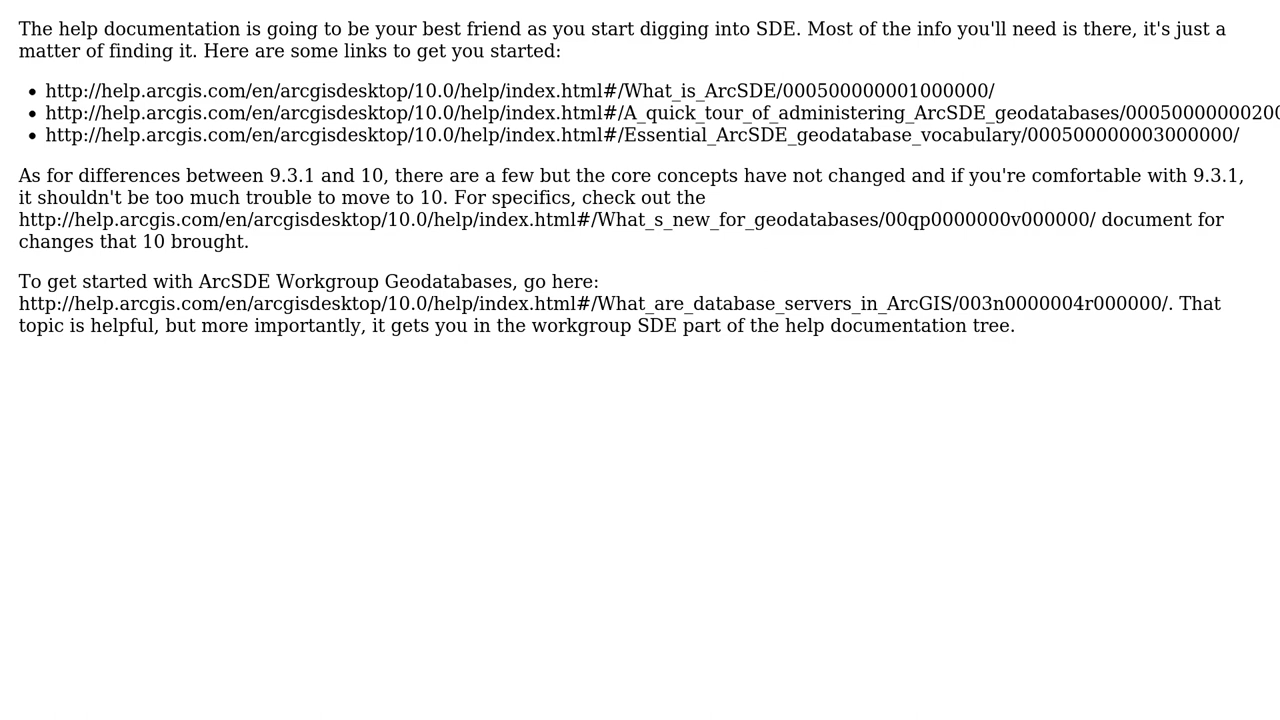 The help documentation is going to be your best friend as you start digging into SDE. Most of the info you'll need is there, it's just a
matter of finding it. Here are some links to get you started:
• http://help.arcgis.com/en/arcgisdesktop/10.0/help/index.html#/What_is_ArcSDE/000500000001000000/
• http://help.arcgis.com/en/arcgisdesktop/10.0/help/index.html#/A_quick_tour_of_administering_ArcSDE_geodatabases/00050000000200
• http://help.arcgis.com/en/arcgisdesktop/10.0/help/index.html#/Essential_ArcSDE_geodatabase_vocabulary/000500000003000000/
As for differences between 9.3.1 and 10, there are a few but the core concepts have not changed and if you're comfortable with 9.3.1,
it shouldn't be too much trouble to move to 10. For specifics, check out the
http://help.arcgis.com/en/arcgisdesktop/10.0/help/index.html#/What_s_new_for_geodatabases/00qp0000000v000000/ document for
changes that 10 brought.
To get started with ArcSDE Workgroup Geodatabases, go here:
http://help.arcgis.com/en/arcgisdesktop/10.0/help/index.html#/What_are_database_servers_in_ArcGIS/003n0000004r000000/. That
topic is helpful, but more importantly, it gets you in the workgroup SDE part of the help documentation tree.